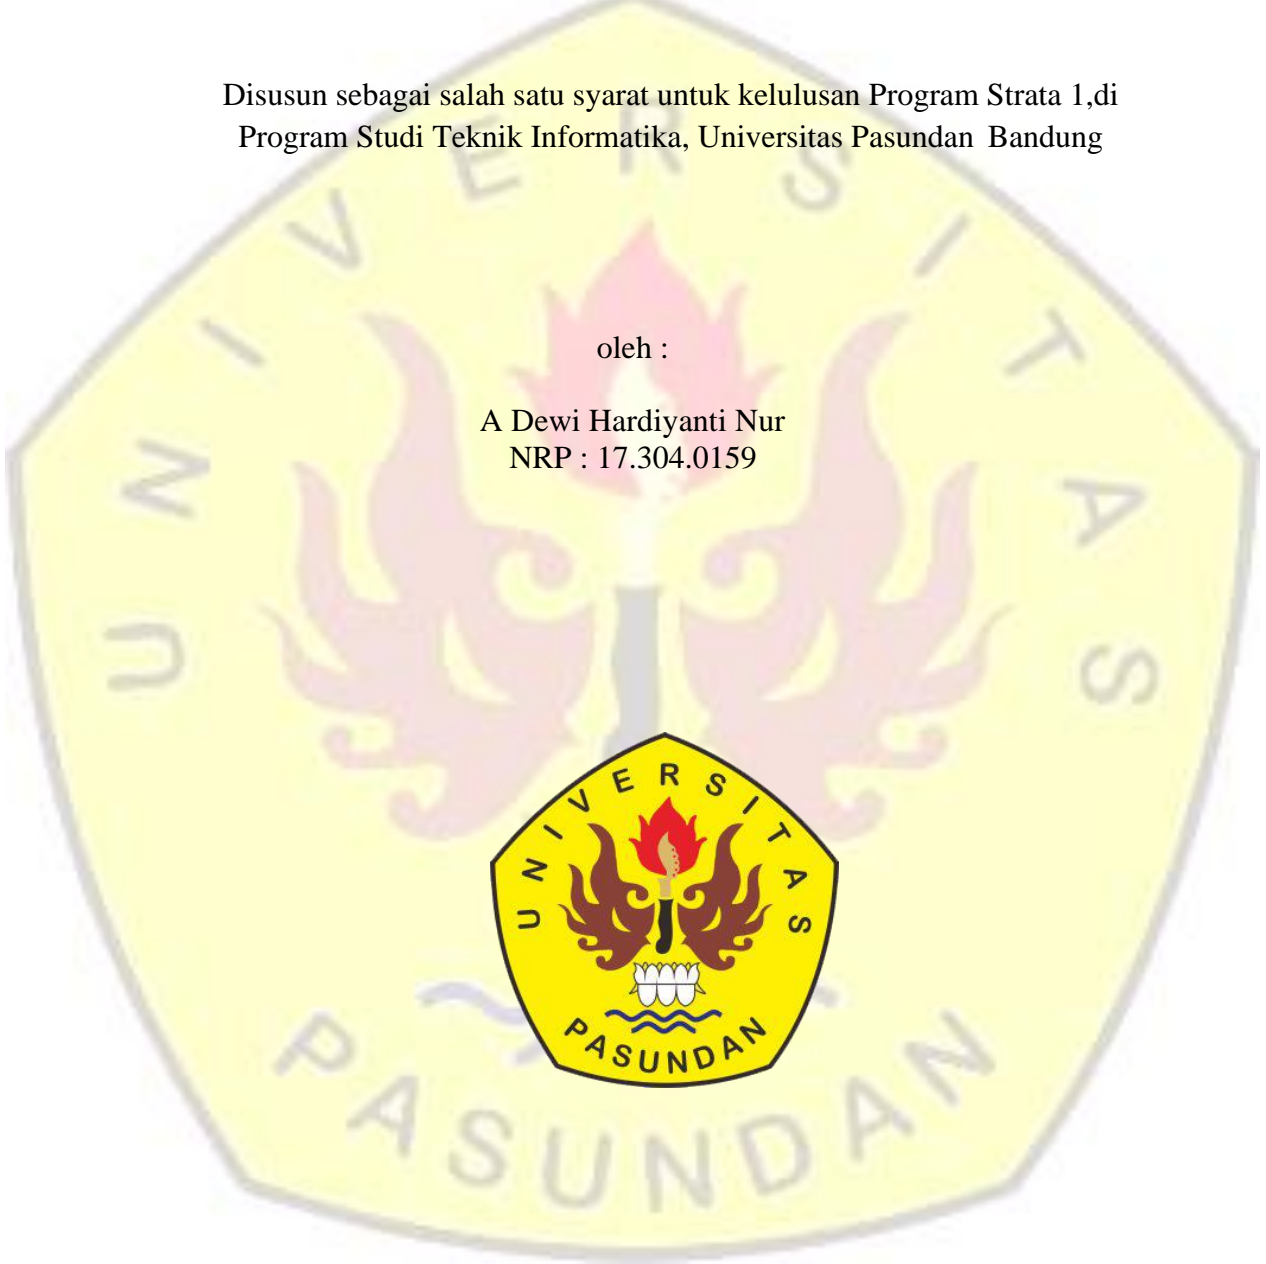 Disusun sebagai salah satu syarat untuk kelulusan Program Strata 1,di
Program Studi Teknik Informatika, Universitas Pasundan Bandung
oleh :
A Dewi Hardiyanti Nur
NRP : 17.304.0159
UNIVERSITAS
PASUNDAN
UNIVERSITAS
PASUNDAN